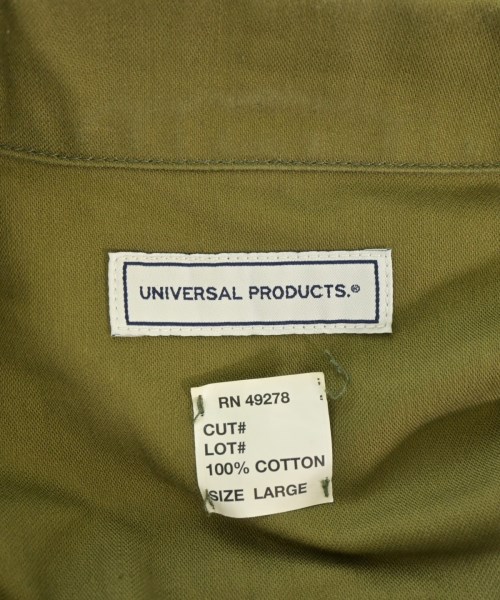 UNIVERSAL PRODUCTS.®
RN 49278
CUT#
LOT#
100% COTTON
SIZE LARGE